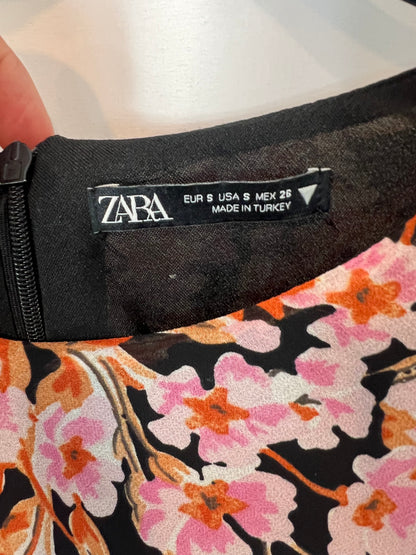 ZARA
EUR S USA S MEX 26
MADE IN TURKEY